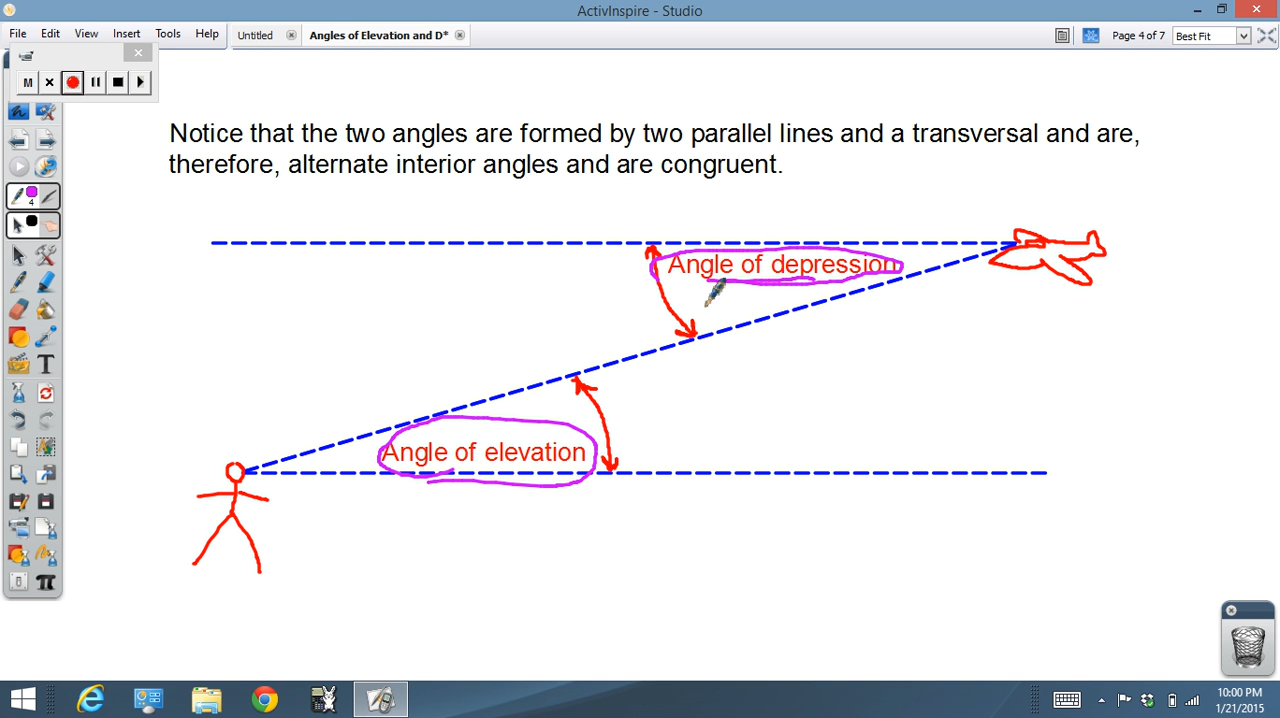 ActivInspire - Studio
File Edit View Insert Tools Help
Untitled
Angles of Elevation and D*
Page 4 of 7
Best Fit
M
4
Notice that the two angles are formed by two parallel lines and a transversal and are,
therefore, alternate interior angles and are congruent.
Angle of depression
Angle of elevation
T
π
10:00 PM
1/21/2015